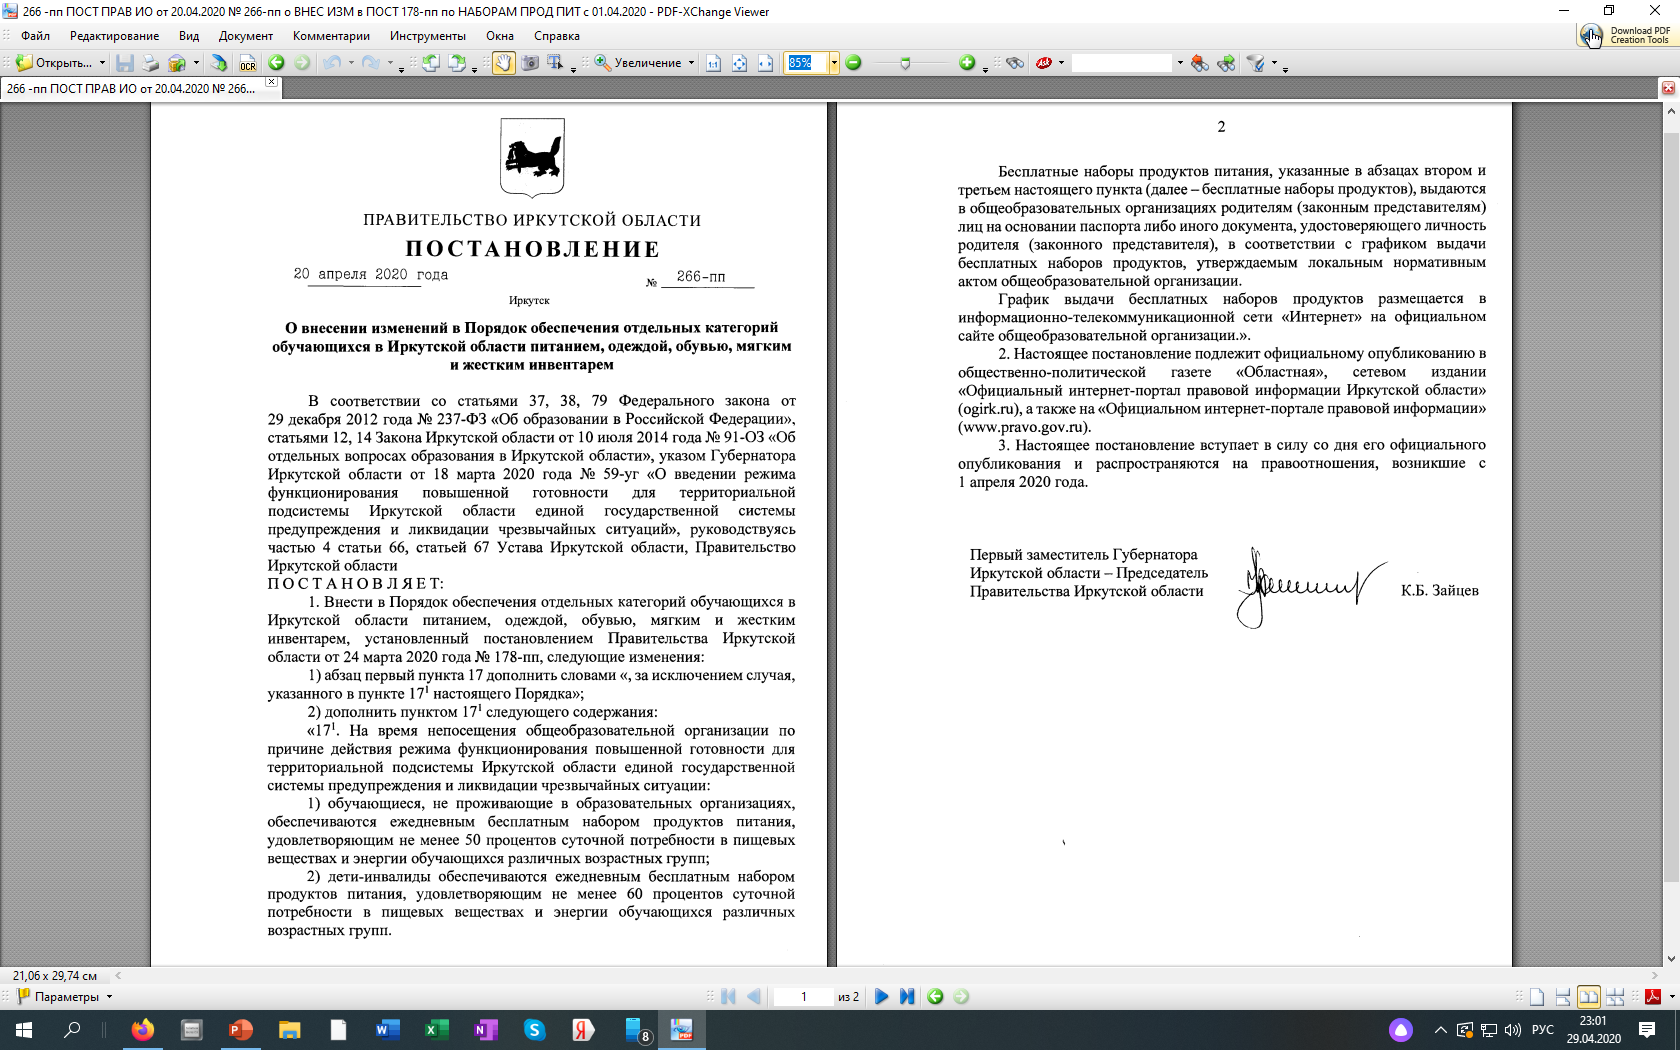 266 -пп ПОСТ ПРАВ ИО от 20.04.2020 № 266-пп о ВНЕС ИЗМ в ПОСТ 178-пп по НАБОРАМ ПРОД ПИТ с 01.04.2020 - PDF-XChange Viewer
Файл Редактирование Вид Документ Комментарии Инструменты Окна Справка
Download PDF
Creation Tools
Открыть... OCR Увеличение 1:1 85%
266 -пп ПОСТ ПРАВ ИО от 20.04.2020 № 266...
ПРАВИТЕЛЬСТВО ИРКУТСКОЙ ОБЛАСТИ
ПОСТАНОВЛЕНИЕ
20 апреля 2020 года № 266-пп
Иркутск
О внесении изменений в Порядок обеспечения отдельных категорий
обучающихся в Иркутской области питанием, одеждой, обувью, мягким
и жестким инвентарем
В соответствии со статьями 37, 38, 79 Федерального закона от
29 декабря 2012 года № 237-ФЗ «Об образовании в Российской Федерации»,
статьями 12, 14 Закона Иркутской области от 10 июля 2014 года № 91-ОЗ «Об
отдельных вопросах образования в Иркутской области», указом Губернатора
Иркутской области от 18 марта 2020 года № 59-уг «О введении режима
функционирования повышенной готовности для территориальной
подсистемы Иркутской области единой государственной системы
предупреждения и ликвидации чрезвычайных ситуаций», руководствуясь
частью 4 статьи 66, статьей 67 Устава Иркутской области, Правительство
Иркутской области
П О С Т А Н О В Л Я Е Т:
1. Внести в Порядок обеспечения отдельных категорий обучающихся в
Иркутской области питанием, одеждой, обувью, мягким и жестким
инвентарем, установленный постановлением Правительства Иркутской
области от 24 марта 2020 года № 178-пп, следующие изменения:
1) абзац первый пункта 17 дополнить словами «, за исключением случая,
указанного в пункте 17¹ настоящего Порядка»;
2) дополнить пунктом 17¹ следующего содержания:
«17¹. На время непосещения общеобразовательной организации по
причине действия режима функционирования повышенной готовности для
территориальной подсистемы Иркутской области единой государственной
системы предупреждения и ликвидации чрезвычайных ситуации:
1) обучающиеся, не проживающие в образовательных организациях,
обеспечиваются ежедневным бесплатным набором продуктов питания,
удовлетворяющим не менее 50 процентов суточной потребности в пищевых
веществах и энергии обучающихся различных возрастных групп;
2) дети-инвалиды обеспечиваются ежедневным бесплатным набором
продуктов питания, удовлетворяющим не менее 60 процентов суточной
потребности в пищевых веществах и энергии обучающихся различных
возрастных групп.
2
Бесплатные наборы продуктов питания, указанные в абзацах втором и
третьем настоящего пункта (далее – бесплатные наборы продуктов), выдаются
в общеобразовательных организациях родителям (законным представителям)
лиц на основании паспорта либо иного документа, удостоверяющего личность
родителя (законного представителя), в соответствии с графиком выдачи
бесплатных наборов продуктов, утверждаемым локальным нормативным
актом общеобразовательной организации.
График выдачи бесплатных наборов продуктов размещается в
информационно-телекоммуникационной сети «Интернет» на официальном
сайте общеобразовательной организации.».
2. Настоящее постановление подлежит официальному опубликованию в
общественно-политической газете «Областная», сетевом издании
«Официальный интернет-портал правовой информации Иркутской области»
(ogirk.ru), а также на «Официальном интернет-портале правовой информации»
(www.pravo.gov.ru).
3. Настоящее постановление вступает в силу со дня его официального
опубликования и распространяются на правоотношения, возникшие с
1 апреля 2020 года.
Первый заместитель Губернатора
Иркутской области – Председатель
Правительства Иркутской области К.Б. Зайцев
21,06 x 29,74 см
Параметры 1 из 2
8 РУС 23:01
29.04.2020